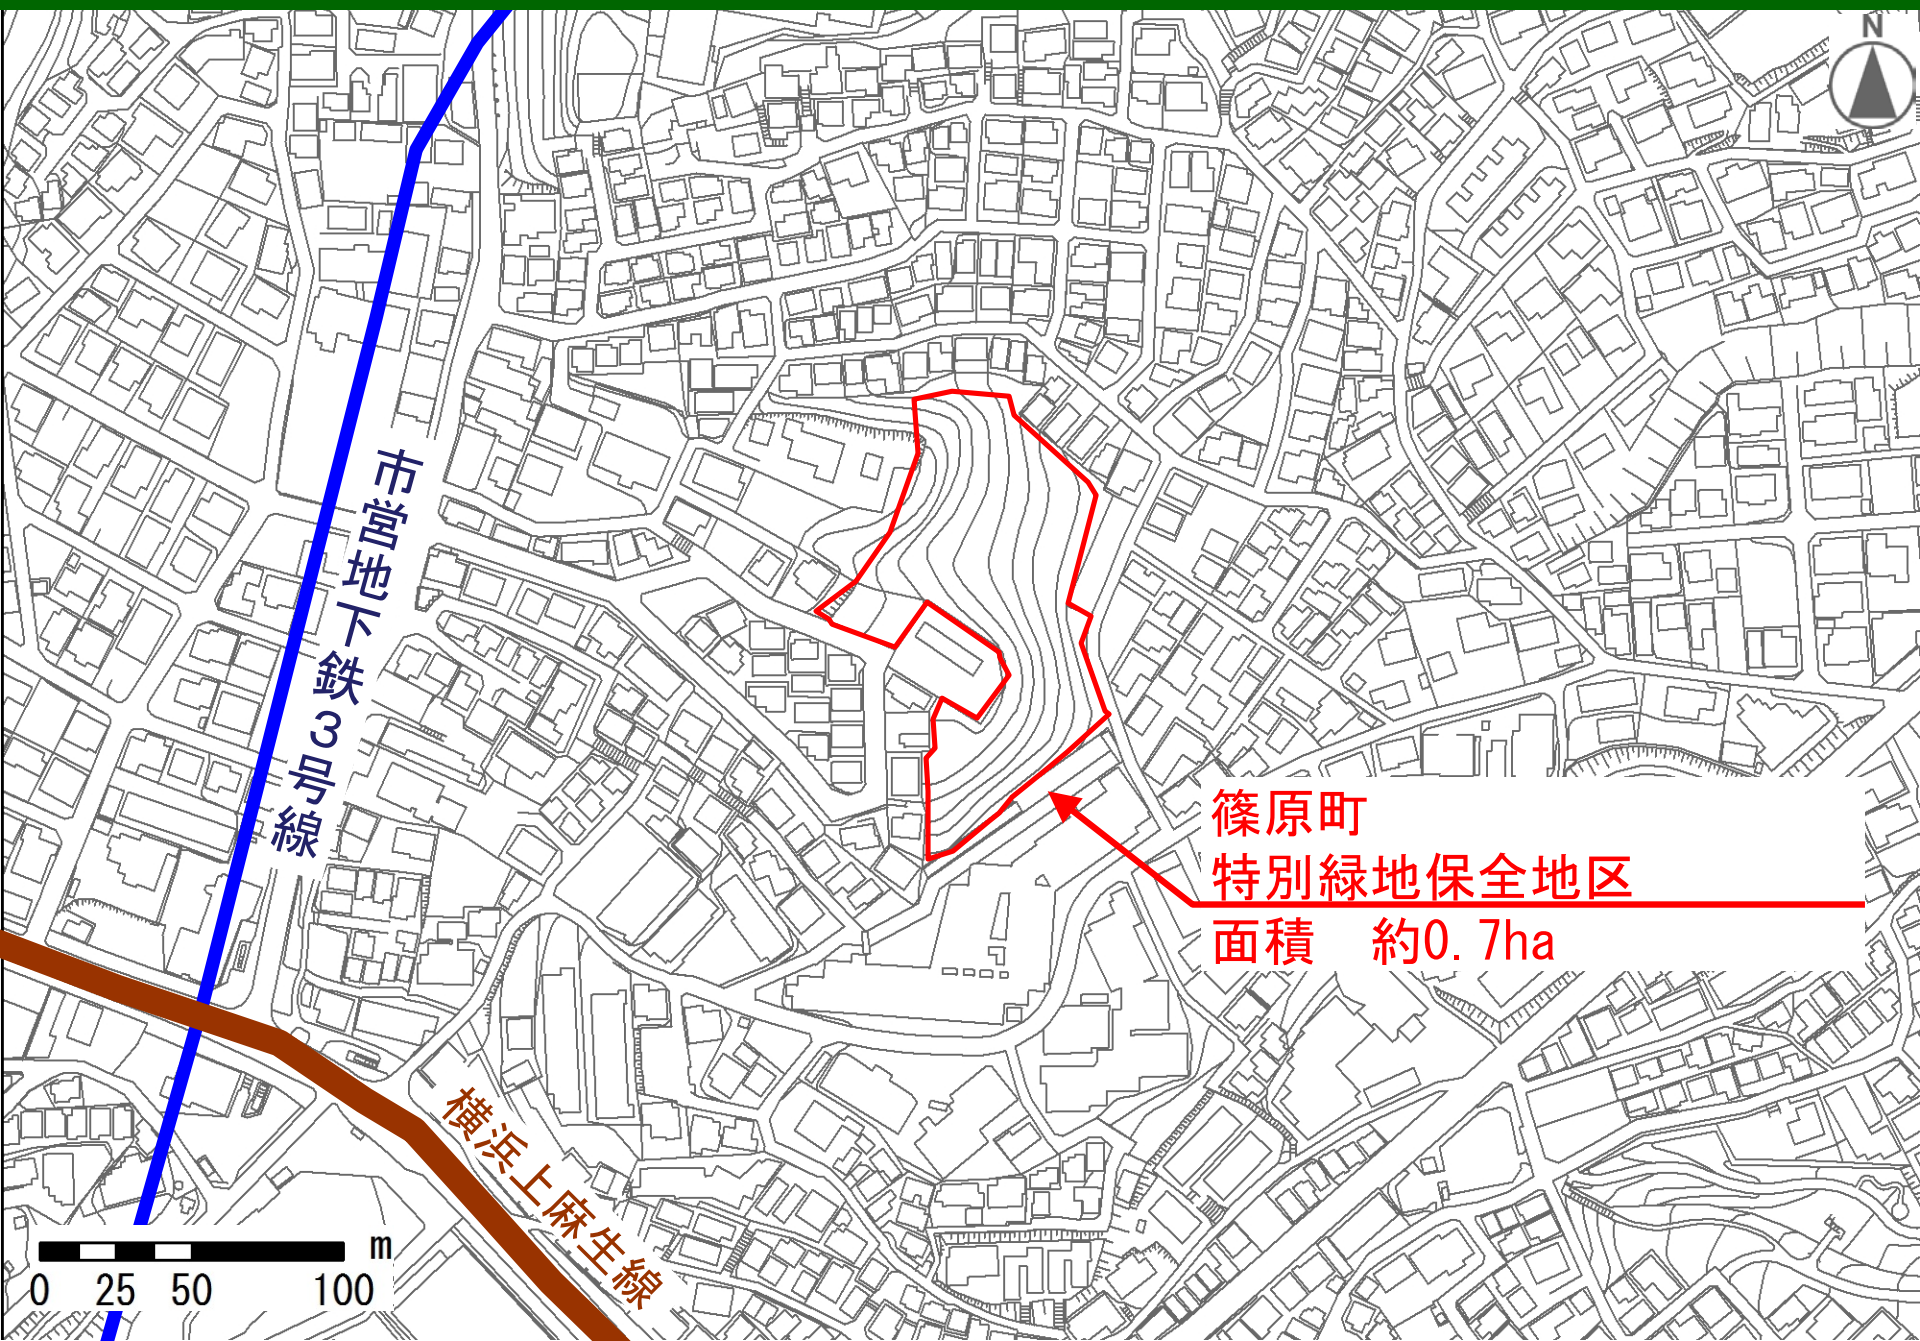 N
市営地下鉄３号線
篠原町
特別緑地保全地区
面積　約0.7ha
横浜上麻生線
m
0 25 50 100